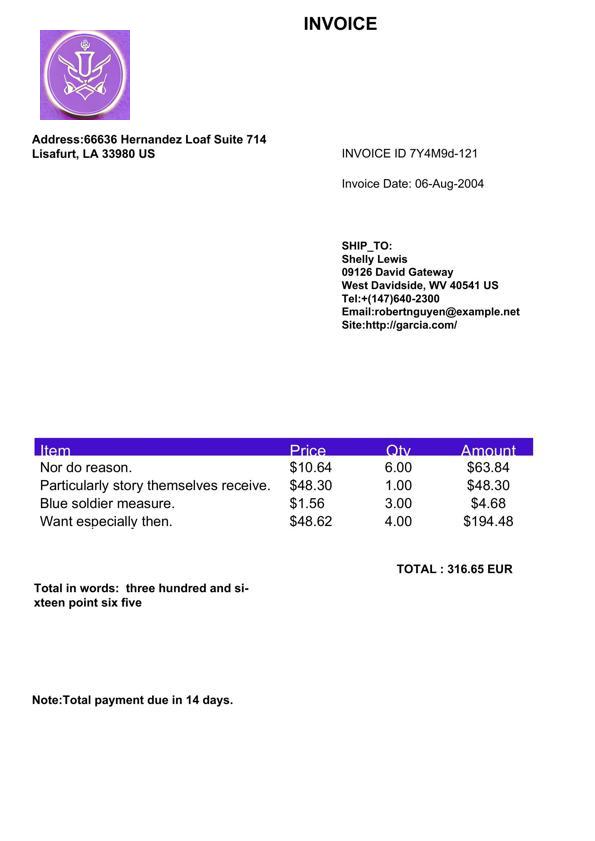 INVOICE
U
Address:66636 Hernandez Loaf Suite 714
Lisafurt, LA 33980 US
INVOICE ID 7Y4M9d-121
Invoice Date: 06-Aug-2004
SHIP_TO:
Shelly Lewis
09126 David Gateway
West Davidside, WV 40541 US
Tel:+(147)640-2300
Email:robertnguyen@example.net
Site:http://garcia.com/
Item Price Qty Amount
Nor do reason. $10.64 6.00 $63.84
Particularly story themselves receive. $48.30 1.00 $48.30
Blue soldier measure. $1.56 3.00 $4.68
Want especially then. $48.62 4.00 $194.48
TOTAL : 316.65 EUR
Total in words: three hundred and si-
xteen point six five
Note:Total payment due in 14 days.